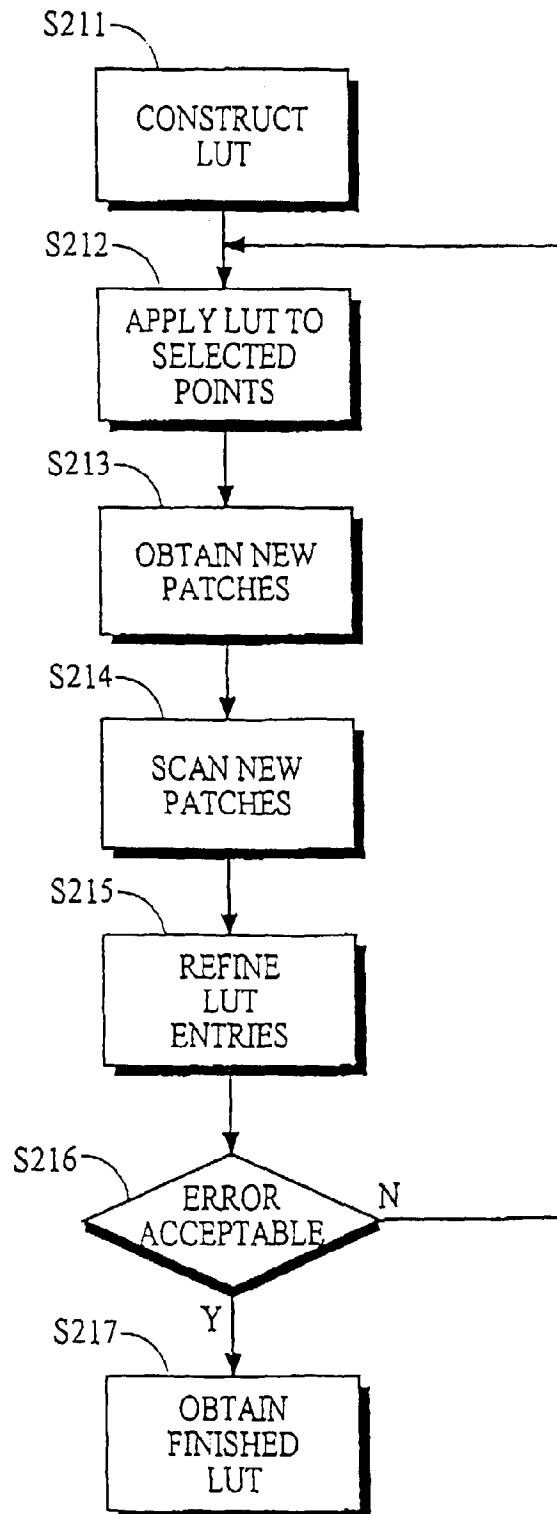 S211
CONSTRUCT
LUT
S212
APPLY LUT TO
SELECTED
POINTS
S213
OBTAIN NEW
PATCHES
S214
SCAN NEW
PATCHES
S215
REFINE
LUT
ENTRIES
S216
ERROR
ACCEPTABLE
N
Y
S217
OBTAIN
FINISHED
LUT